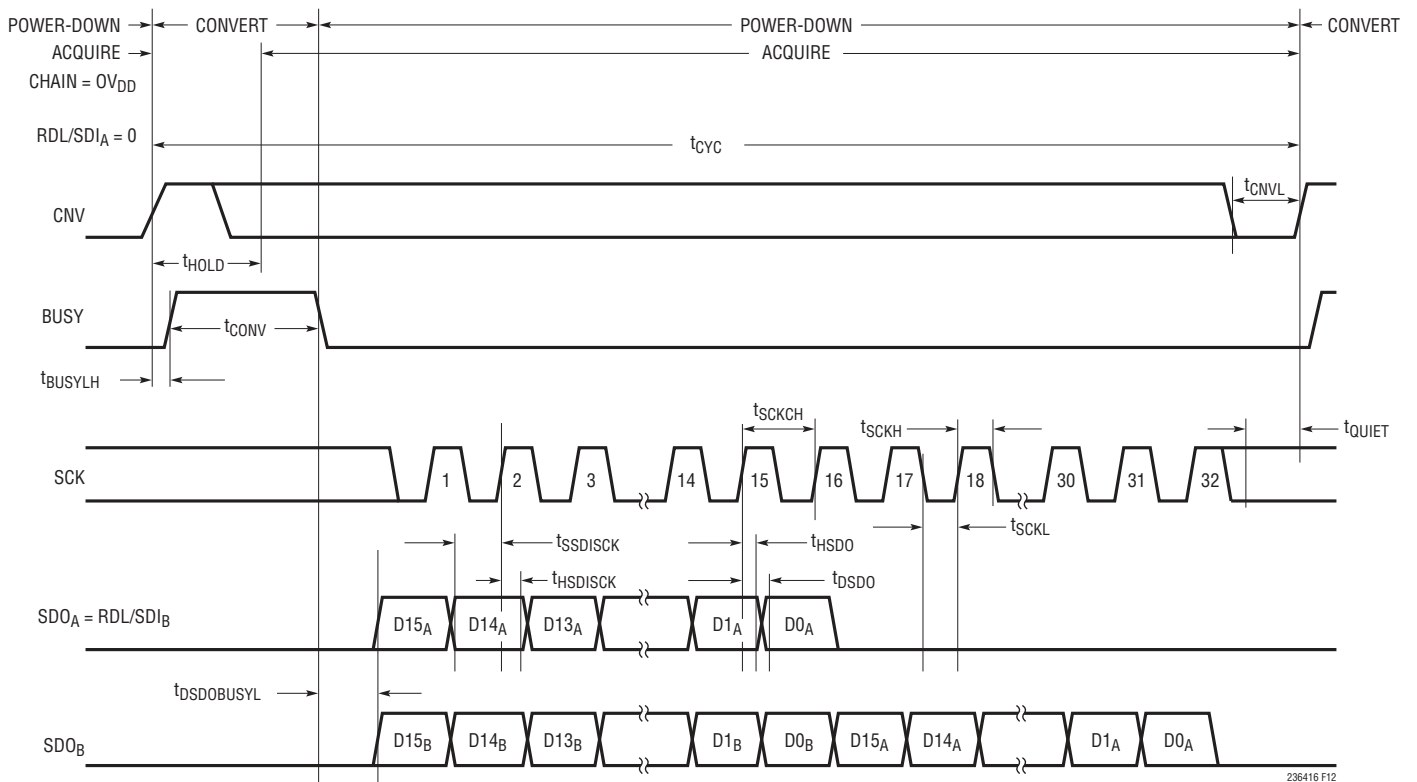 POWER-DOWN CONVERT POWER-DOWN CONVERT
ACQUIRE ACQUIRE
CHAIN = OVDD
RDL/SDIA = 0
tCYC
CNV
tCNVL
tHOLD
BUSY
tCONV
tBUSYLH
tSCKCH
tSCKH
tQUIET
SCK
1 2 3 14 15 16 17 18 30 31 32
tSSDISCK
tHSDO
tSCKL
tHSDISCK
tDSDO
SDOA = RDL/SDIB
D15A D14A D13A D1A D0A
tDSDOBUSYL
SDOB
D15B D14B D13B D1B D0B D15A D14A D1A D0A
236416 F12